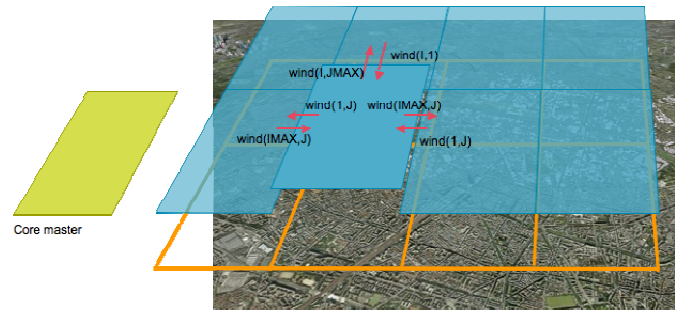 wind(I,1)
wind(I,JMAX)
wind(1,J)
wind(IMAX,J)
wind(IMAX,J)
wind(1,J)
Core master